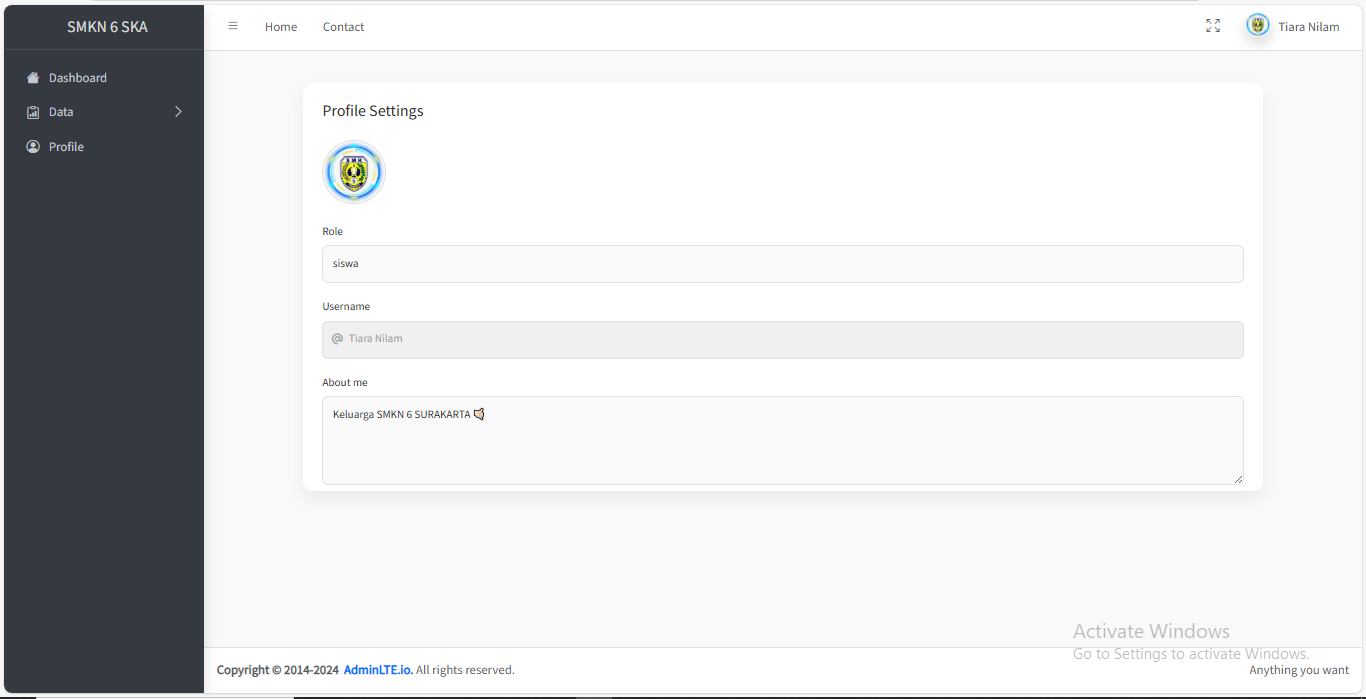 SMKN 6 SKA
Home
Contact
Tiara Nilam
Dashboard
Data
Profile
Profile Settings
SMK
Role
siswa
Username
@ Tiara Nilam
About me
Keluarga SMKN 6 SURAKARTA
Activate Windows
Go to Settings to activate Windows.
Copyright © 2014-2024 AdminLTE.io. All rights reserved.
Anything you want